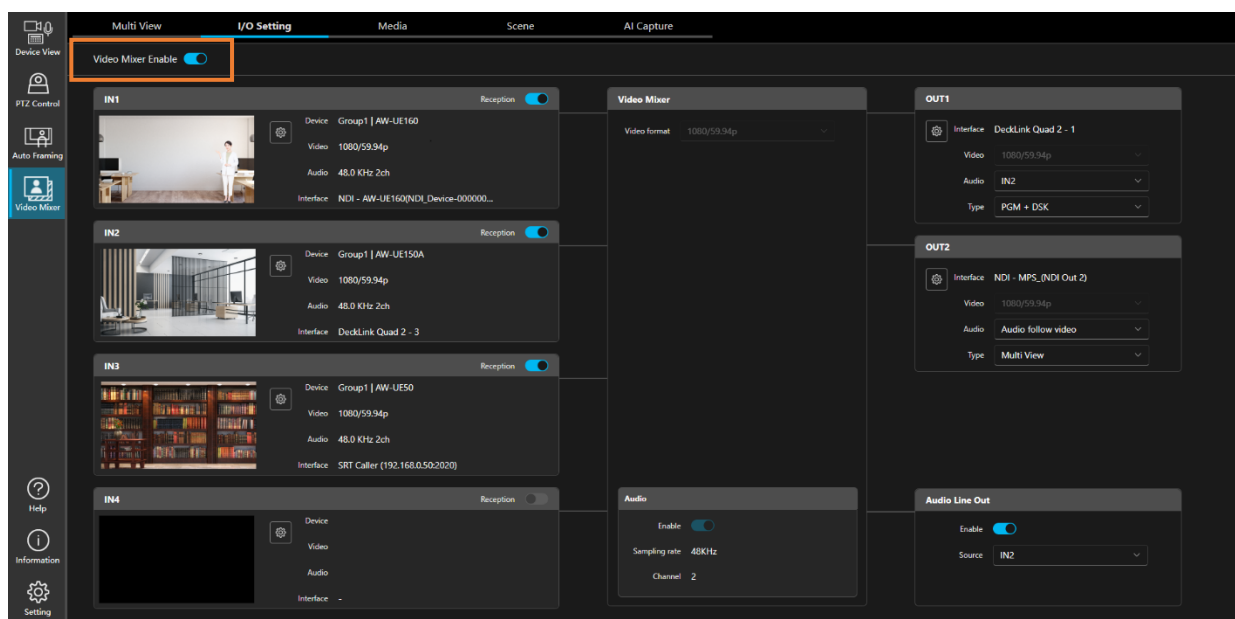 Multi View
I/O Setting
Media
Scene
AI Capture
Device View
PTZ Control
Auto Framing
Video Mixer
Help
Information
Setting
Video Mixer Enable
IN1
Reception
Device Group1 | AW-UE160
Video 1080/59.94p
Audio 48.0 KHz 2ch
Interface NDI - AW-UE160(NDI_Device-000000...
IN2
Reception
Device Group1 | AW-UE150A
Video 1080/59.94p
Audio 48.0 KHz 2ch
Interface DeckLink Quad 2 - 3
IN3
Reception
Device Group1 | AW-UE50
Video 1080/59.94p
Audio 48.0 KHz 2ch
Interface SRT Caller (192.168.0.50:2020)
IN4
Reception
Device
Video
Audio
Interface -
Video Mixer
Video format 1080/59.94p
Audio
Enable
Sampling rate 48KHz
Channel 2
OUT1
Interface DeckLink Quad 2 - 1
Video 1080/59.94p
Audio IN2
Type PGM + DSK
OUT2
Interface NDI - MPS_(NDI Out 2)
Video 1080/59.94p
Audio Audio follow video
Type Multi View
Audio Line Out
Enable
Source IN2